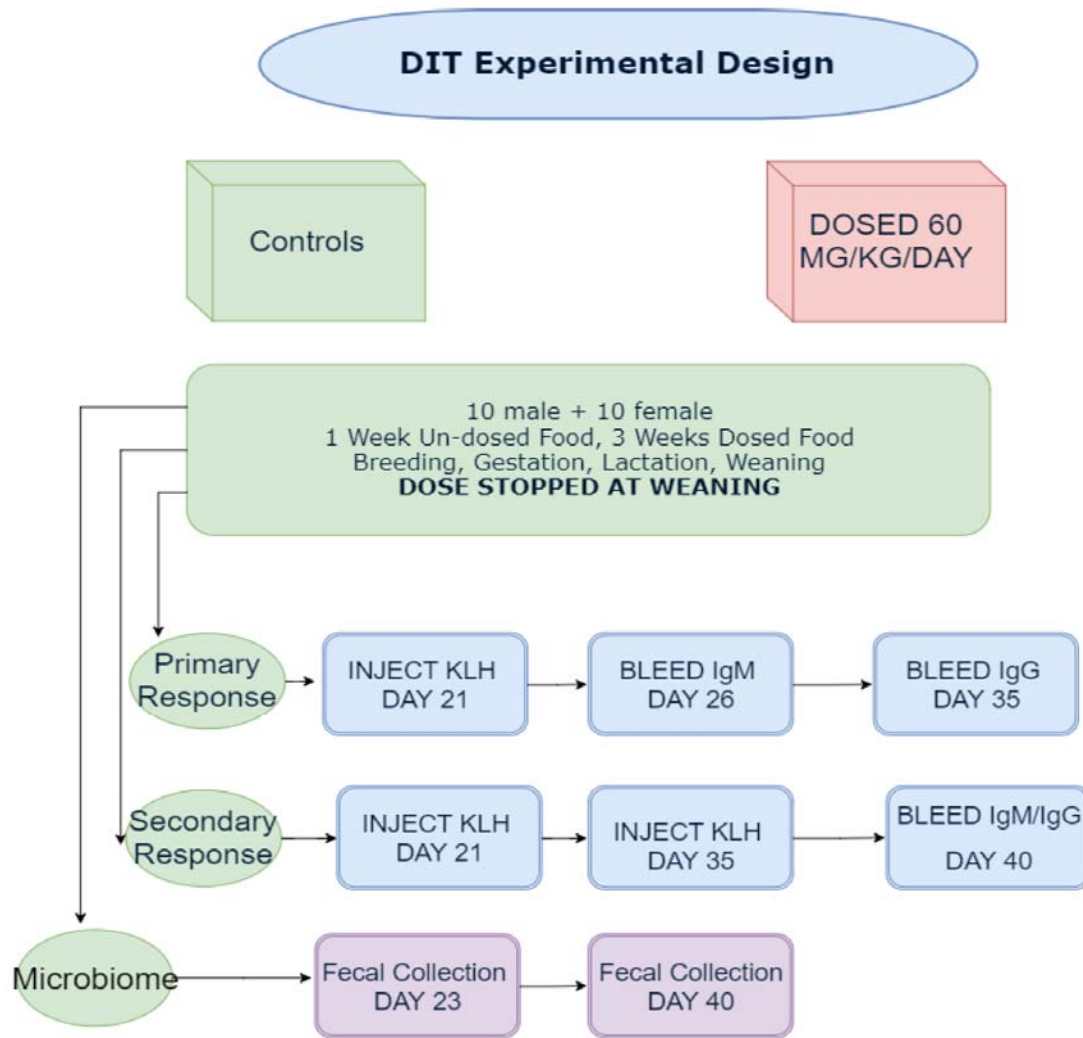 DIT Experimental Design
Controls
DOSED 60
MG/KG/DAY
10 male + 10 female
1 Week Un-dosed Food, 3 Weeks Dosed Food
Breeding, Gestation, Lactation, Weaning
DOSE STOPPED AT WEANING
Primary
Response
INJECT KLH
DAY 21
BLEED IgM
DAY 26
BLEED IgG
DAY 35
Secondary
Response
INJECT KLH
DAY 21
INJECT KLH
DAY 35
BLEED IgM/IgG
DAY 40
Microbiome
Fecal Collection
DAY 23
Fecal Collection
DAY 40